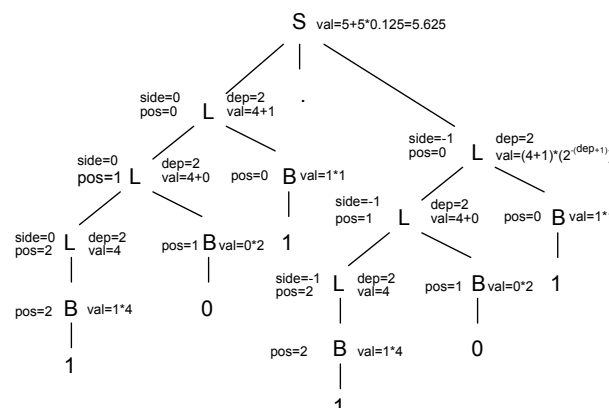 S val=5+5*0.125=5.625
.
side=0
pos=0
L
dep=2
val=4+1
side=-1
pos=0
L
dep=2
val=(4+1)*(2^-(dep+1)
side=0
pos=1
L
dep=2
val=4+0
pos=0 B val=1*1
1
side=-1
pos=1
L
dep=2
val=4+0
pos=0 B val=1*
1
side=0
pos=2
L
dep=2
val=4
pos=1 B val=0*2
0
side=-1
pos=2
L
dep=2
val=4
pos=1 B val=0*2
0
pos=2 B val=1*4
1
pos=2 B val=1*4
1